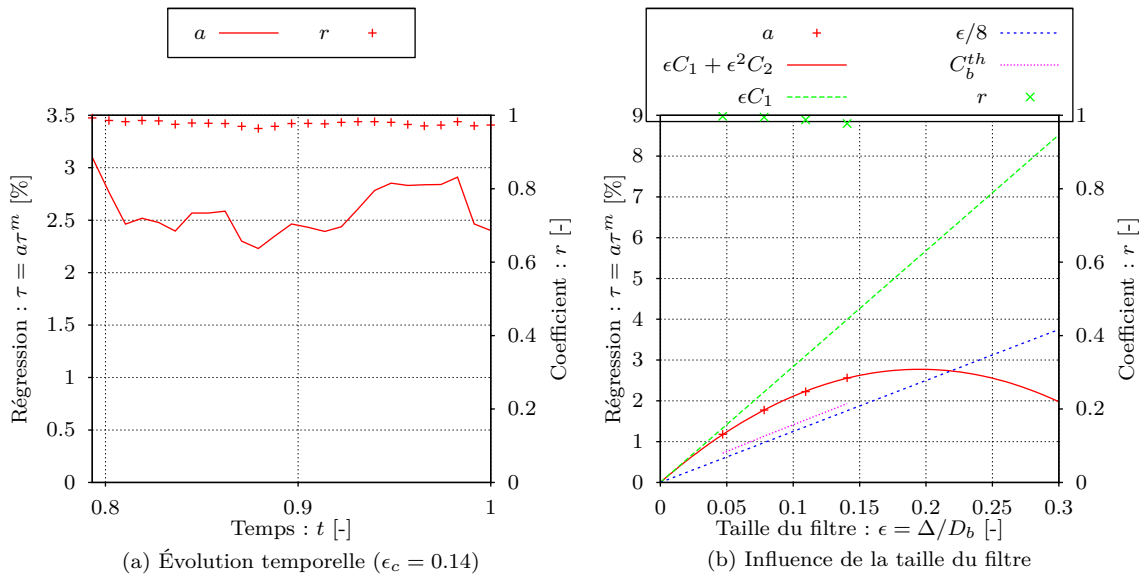 a r
a ϵ/8
ϵC₁ + ϵ²C₂ C_b^{th}
ϵC₁ r
3.5
3
2.5
2
1.5
1
0.5
0
1
0.8
0.6
0.4
0.2
0
0.8 0.9 1
Régression : τ = aτ^m [%]
Coefficient : r [-]
Temps : t [-]
(a) Évolution temporelle (ϵ_c = 0.14)
9
8
7
6
5
4
3
2
1
0
1
0.8
0.6
0.4
0.2
0
0 0.05 0.1 0.15 0.2 0.25 0.3
Régression : τ = aτ^m [%]
Coefficient : r [-]
Taille du filtre : ϵ = Δ/D_b [-]
(b) Influence de la taille du filtre